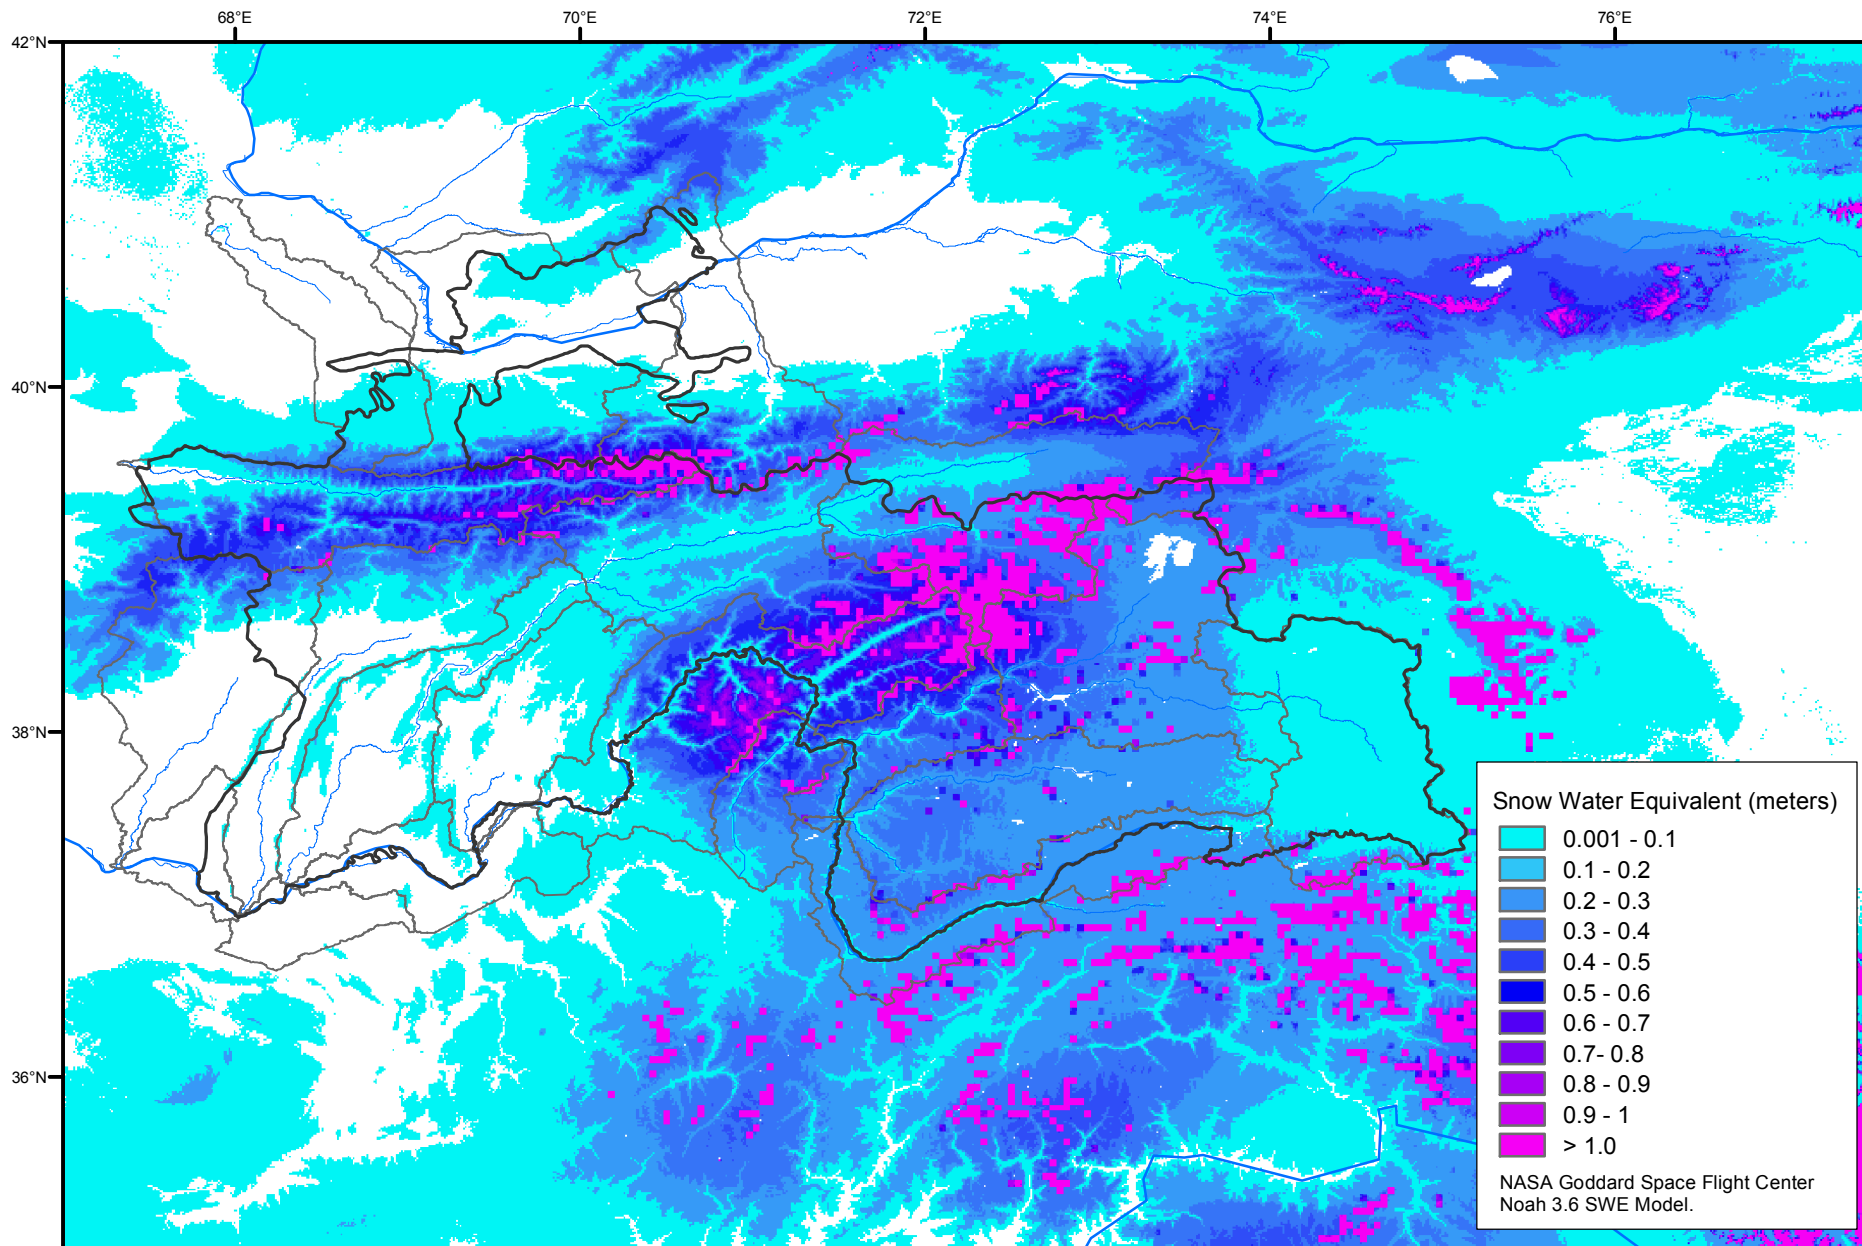 68°E 70°E 72°E 74°E 76°E
42°N
40°N
38°N
36°N
Snow Water Equivalent (meters)
0.001 - 0.1
0.1 - 0.2
0.2 - 0.3
0.3 - 0.4
0.4 - 0.5
0.5 - 0.6
0.6 - 0.7
0.7- 0.8
0.8 - 0.9
0.9 - 1
> 1.0
NASA Goddard Space Flight Center
Noah 3.6 SWE Model.